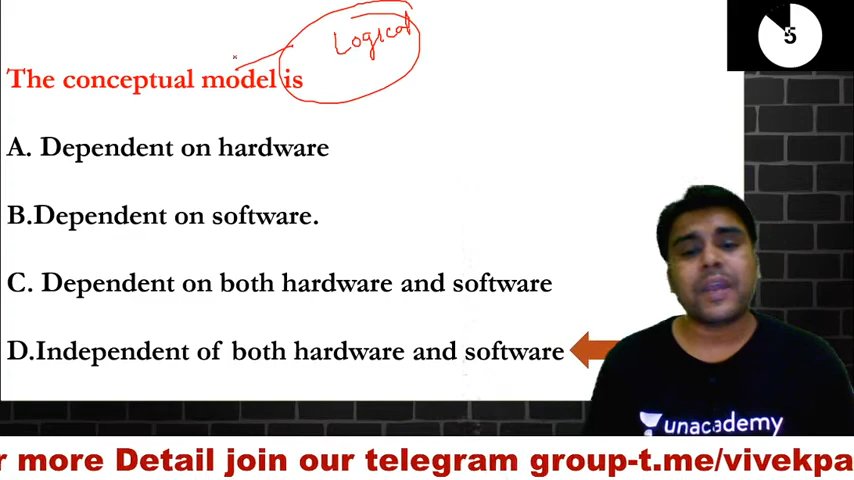 Logical
5
The conceptual model is
A. Dependent on hardware
B.Dependent on software.
C. Dependent on both hardware and software
D.Independent of both hardware and software
unacademy
r more Detail join our telegram group-t.me/vivekpa